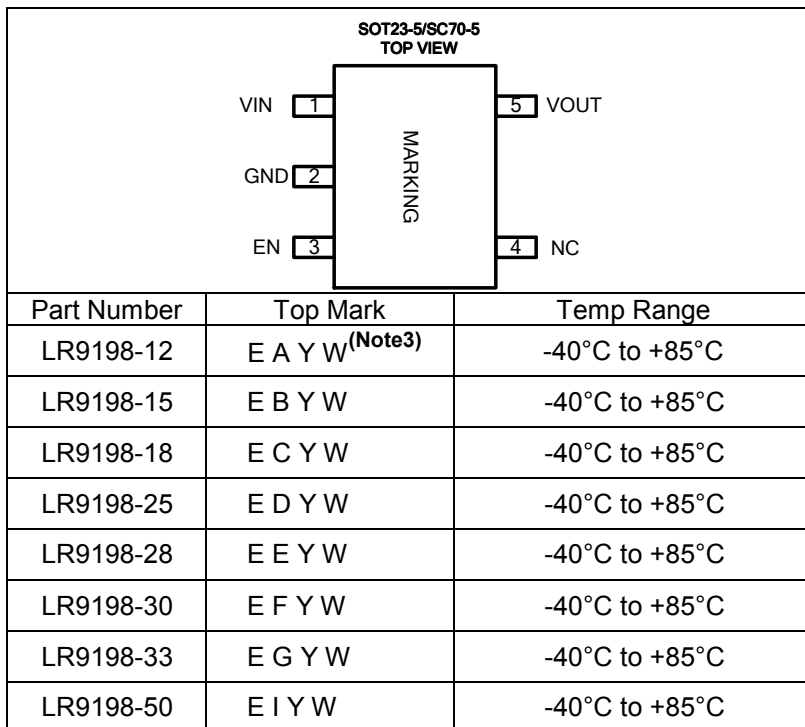 SOT23-5/SC70-5
TOP VIEW
VIN 1 5 VOUT
MARKING
GND 2
EN 3 4 NC
Part Number Top Mark Temp Range
LR9198-12 E A Y W(Note3) -40°C to +85°C
LR9198-15 E B Y W -40°C to +85°C
LR9198-18 E C Y W -40°C to +85°C
LR9198-25 E D Y W -40°C to +85°C
LR9198-28 E E Y W -40°C to +85°C
LR9198-30 E F Y W -40°C to +85°C
LR9198-33 E G Y W -40°C to +85°C
LR9198-50 E I Y W -40°C to +85°C